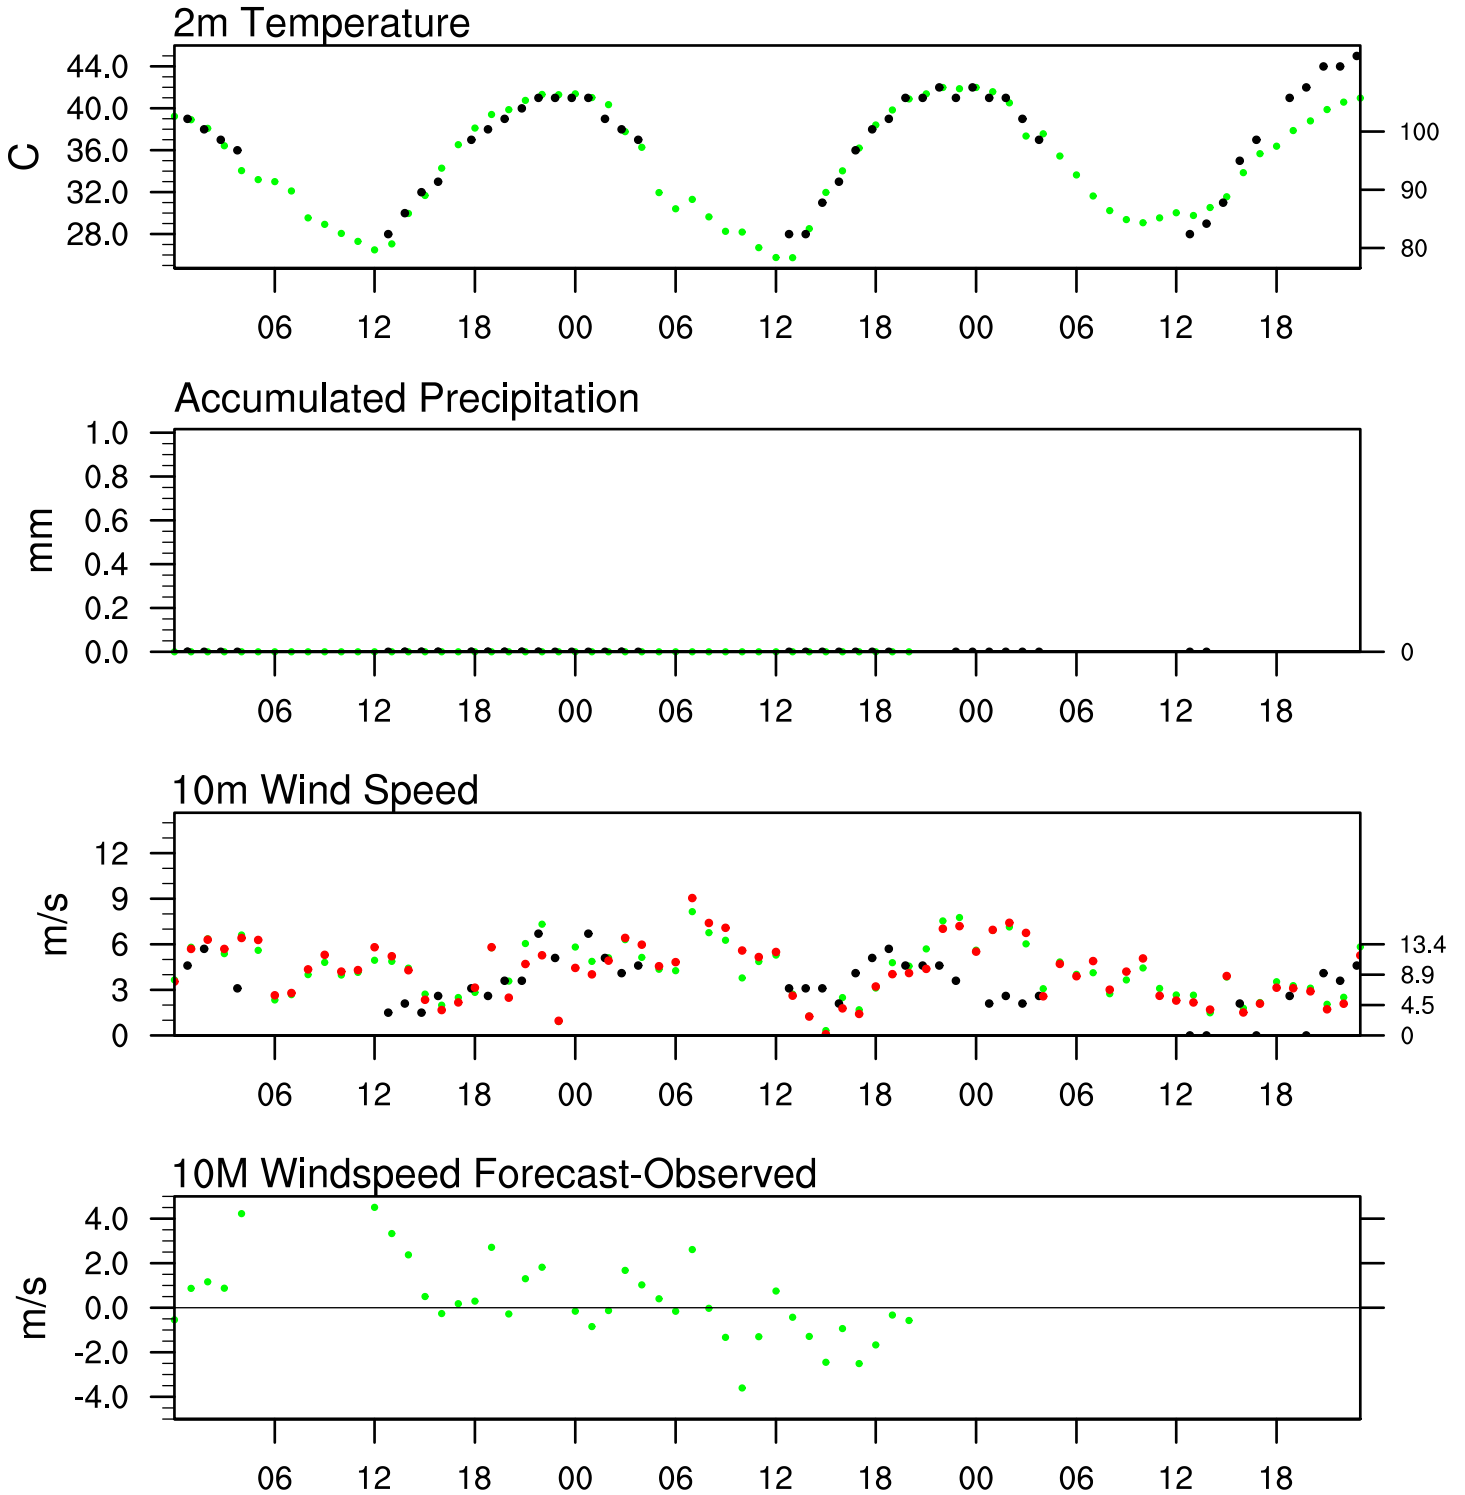 2m Temperature
44.0
40.0
36.0
32.0
28.0
C
100
90
80
06 12 18 00 06 12 18 00 06 12 18
Accumulated Precipitation
1.0
0.8
0.6
0.4
0.2
0.0
mm
0
06 12 18 00 06 12 18 00 06 12 18
10m Wind Speed
12
9
6
3
0
m/s
13.4
8.9
4.5
0
06 12 18 00 06 12 18 00 06 12 18
10M Windspeed Forecast-Observed
4.0
2.0
0.0
-2.0
-4.0
m/s
06 12 18 00 06 12 18 00 06 12 18